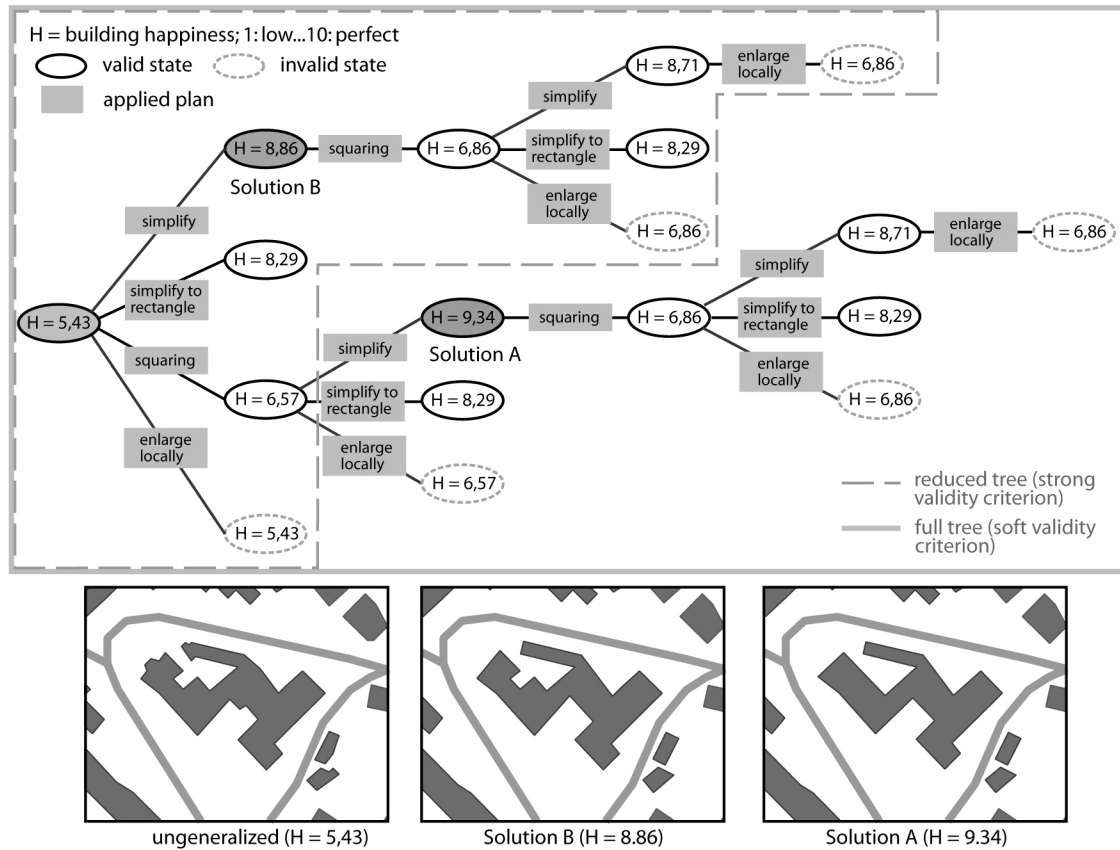 H = building happiness; 1: low...10: perfect
valid state
invalid state
applied plan
H = 8,71
enlarge
locally
H = 6,86
simplify
H = 8,86
squaring
H = 6,86
simplify to
rectangle
H = 8,29
Solution B
enlarge
locally
H = 6,86
simplify
H = 8,29
simplify to
rectangle
H = 5,43
squaring
H = 6,57
enlarge
locally
H = 5,43
simplify
H = 9,34
Solution A
squaring
H = 6,86
simplify
H = 8,71
enlarge
locally
H = 6,86
simplify to
rectangle
H = 8,29
enlarge
locally
H = 6,86
simplify to
rectangle
H = 8,29
enlarge
locally
H = 6,57
reduced tree (strong
validity criterion)
full tree (soft validity
criterion)
ungeneralized (H = 5,43)
Solution B (H = 8.86)
Solution A (H = 9.34)